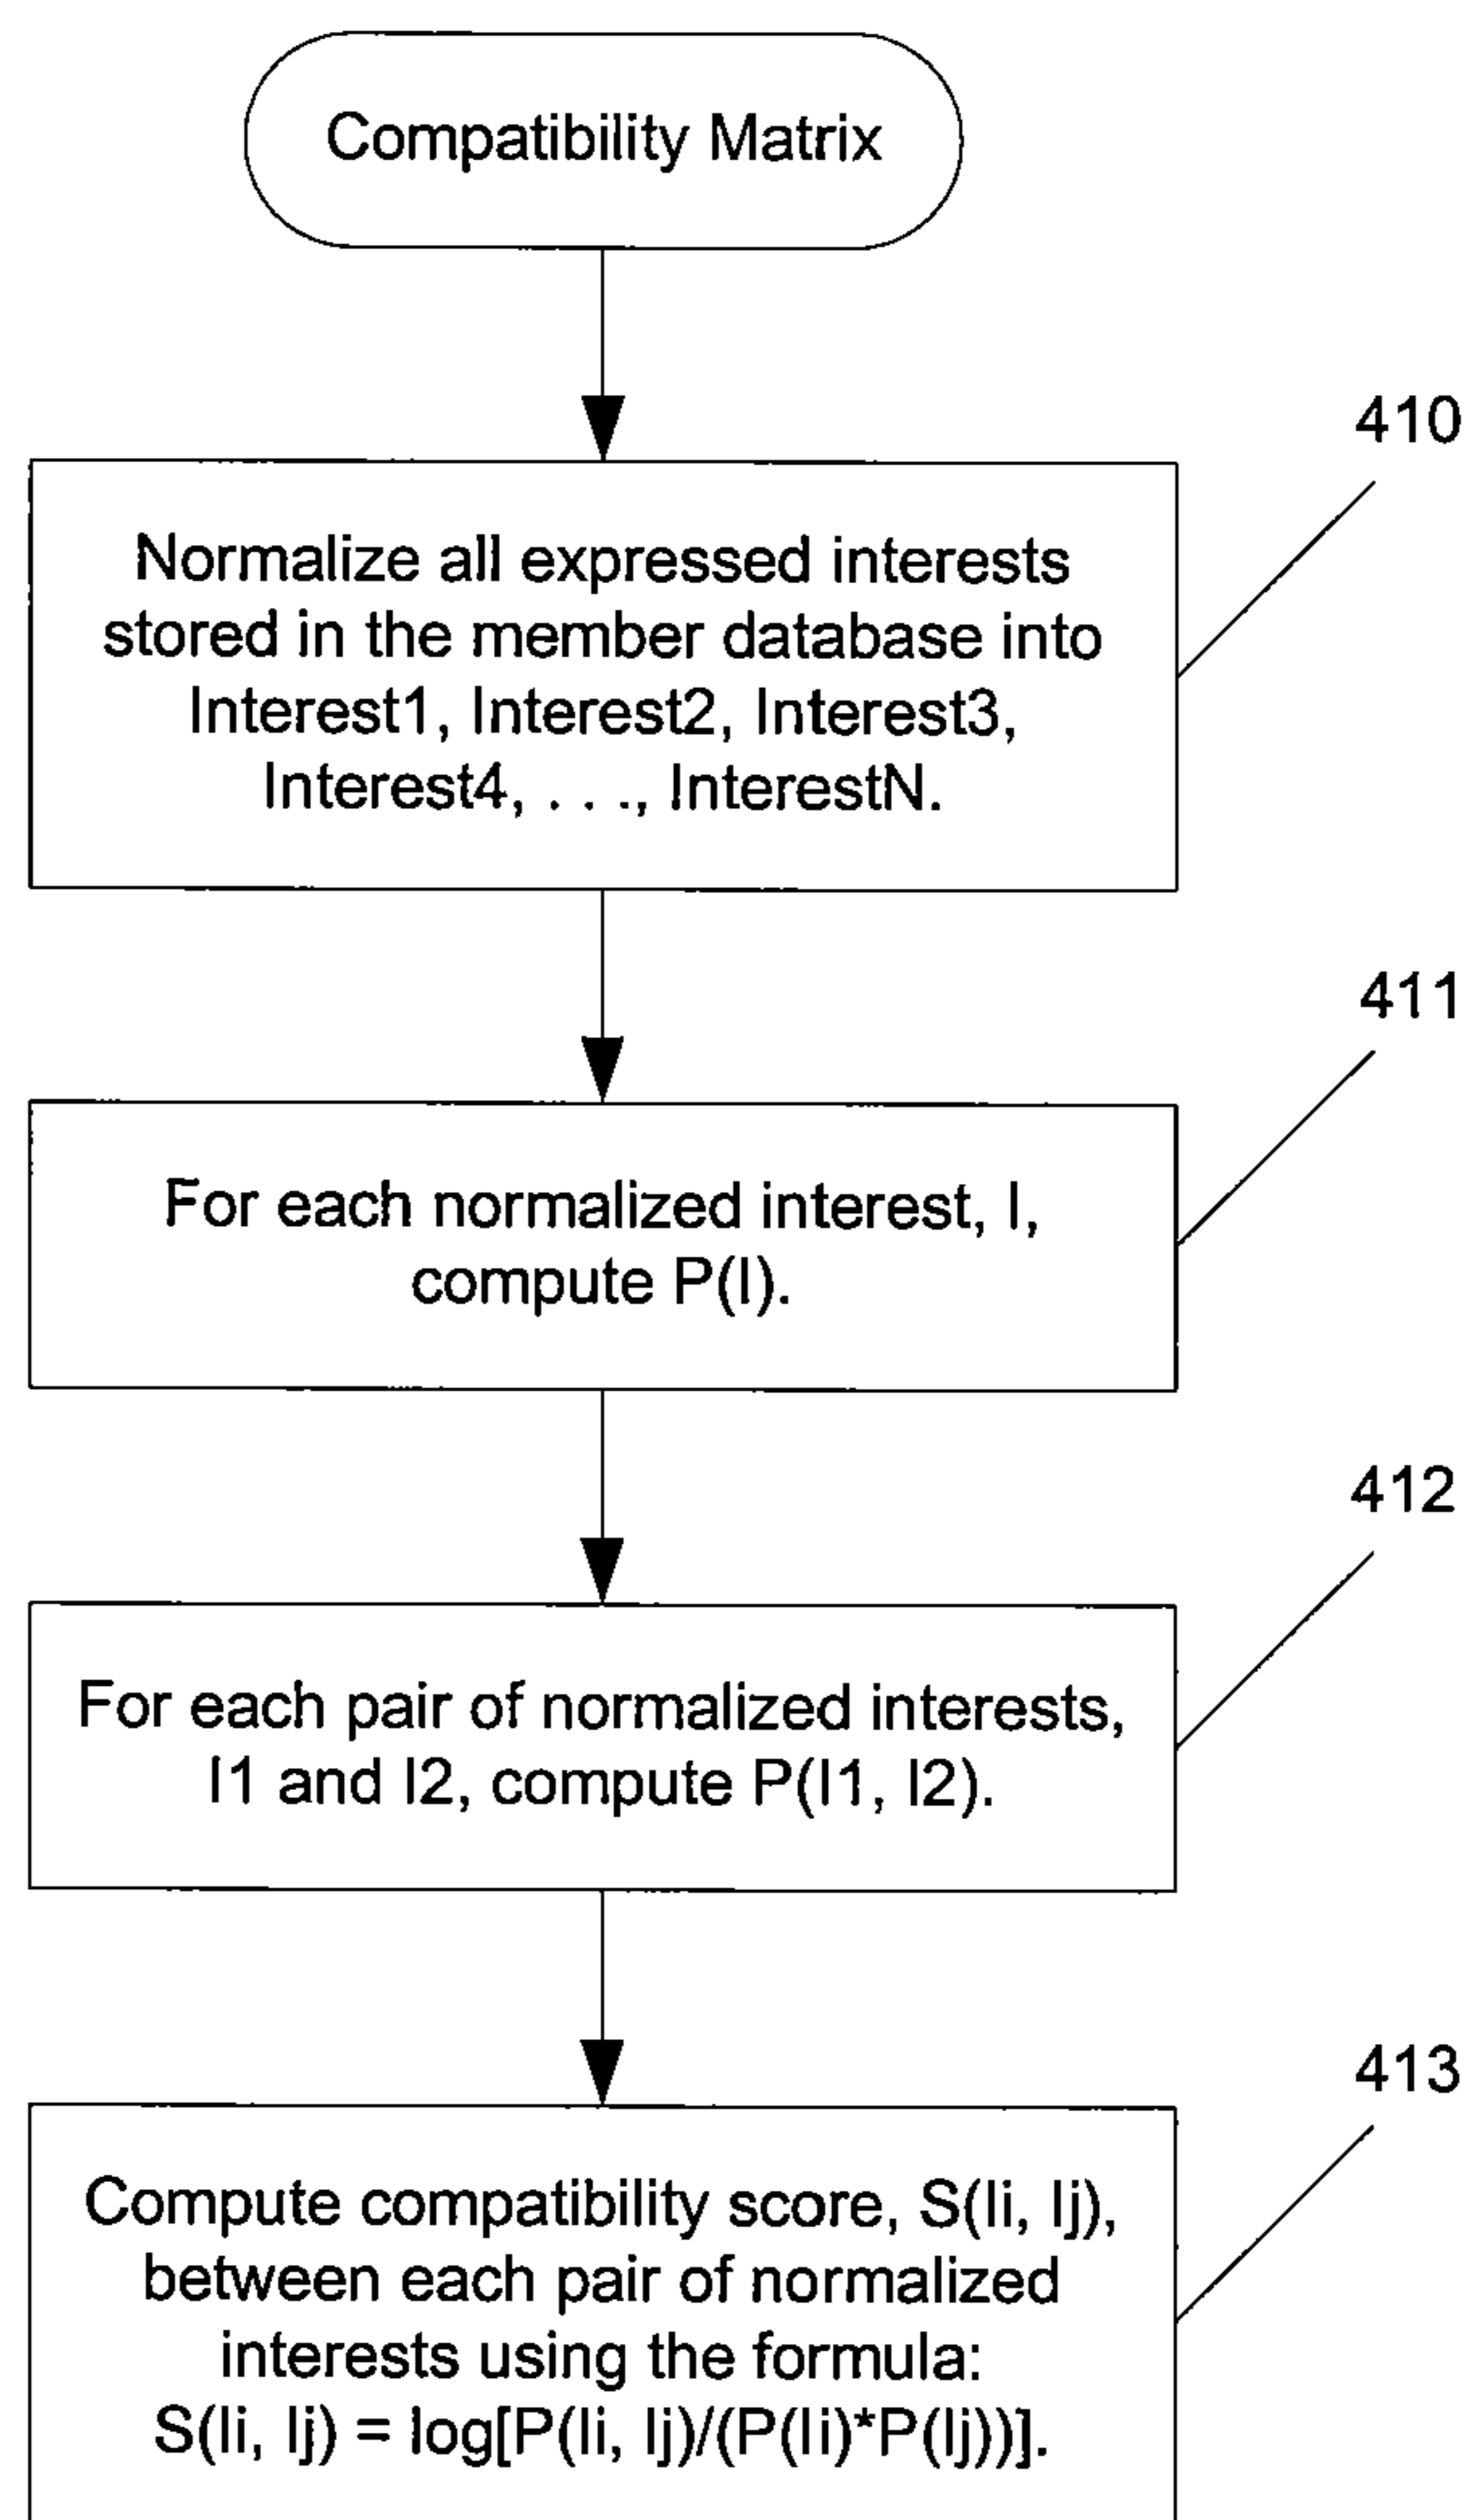 Compatibility Matrix
410
Normalize all expressed interests
stored in the member database into
Interest1, Interest2, Interest3,
Interest4, . . ., InterestN.
411
For each normalized interest, I,
compute P(I).
412
For each pair of normalized interests,
I1 and I2, compute P(I1, I2).
413
Compute compatibility score, S(Ii, Ij),
between each pair of normalized
interests using the formula:
S(Ii, Ij) = log[P(Ii, Ij)/(P(Ii)*P(Ij))].